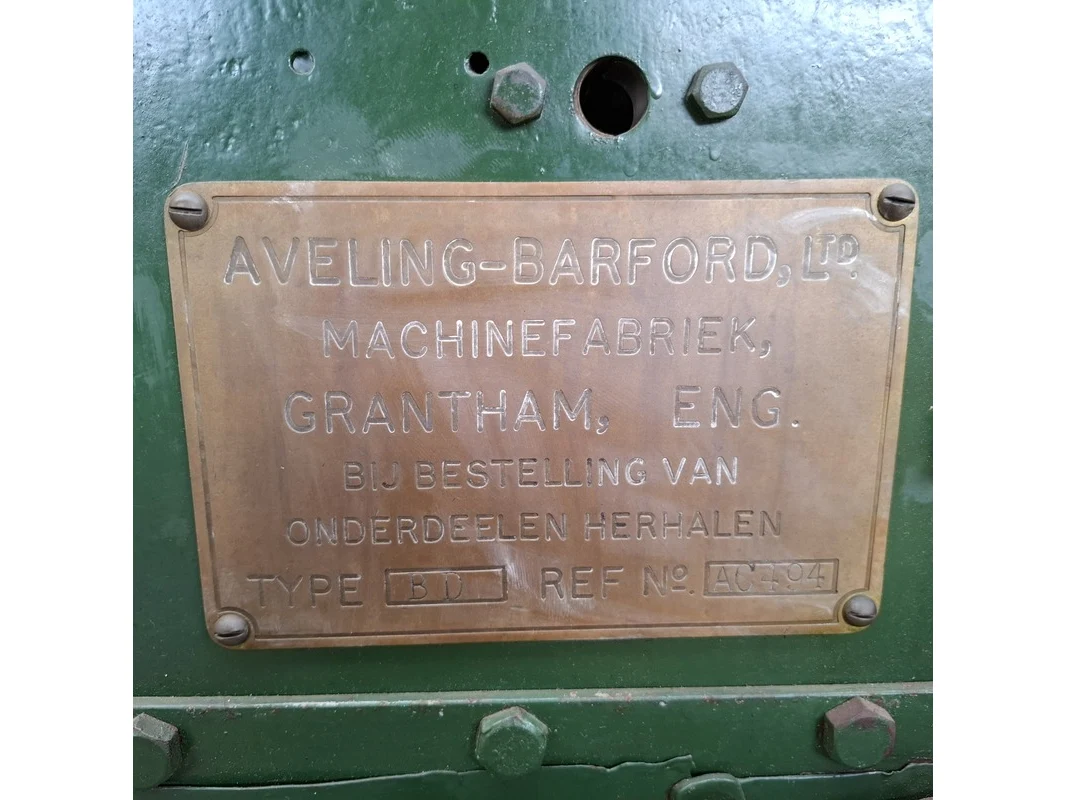 AVELING-BARFORD, LTD.
MACHINEFABRIEK,
GRANTHAM, ENG.
BIJ BESTELLING VAN
ONDERDEELEN HERHALEN
TYPE BD REF No. AC494